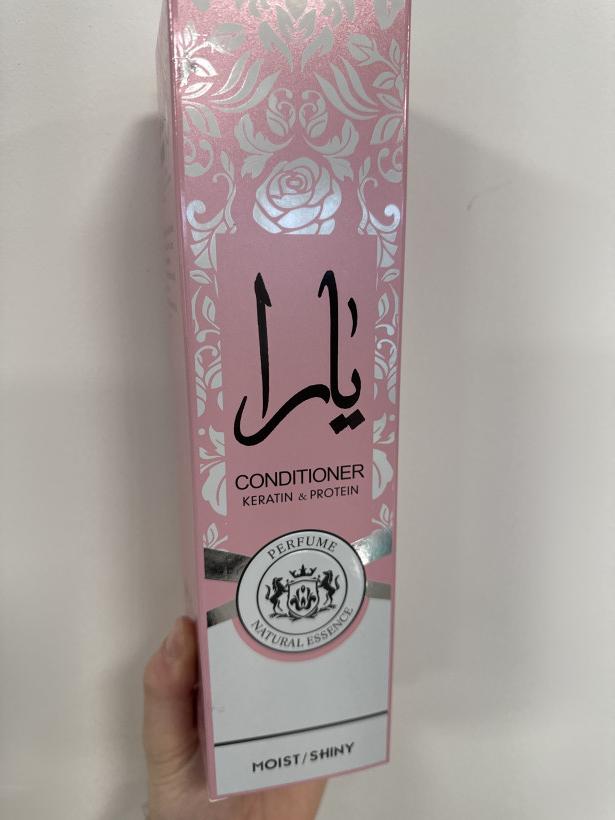 يارا
CONDITIONER
KERATIN & PROTEIN
PERFUME
NATURAL ESSENCE
MOIST/SHINY